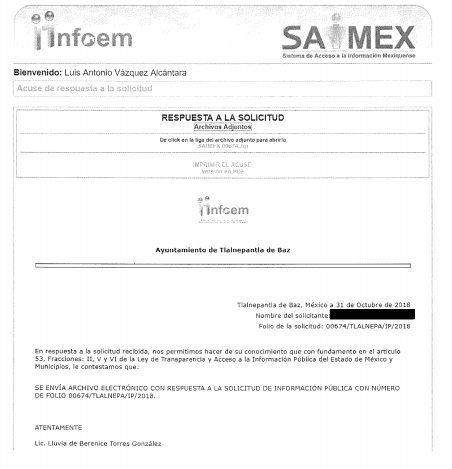 infoem
SAIMEX
Sistema de Acceso a la Información Mexiquense
Bienvenido: Luis Antonio Vázquez Alcántara
Acuse de respuesta a la solicitud
RESPUESTA A LA SOLICITUD
Archivos Adjuntos
De click en la liga del archivo adjunto para abrirlo
IMPRIMIR EL ACUSE
versión en PDF
infoem
Ayuntamiento de Tlalnepantla de Baz
Tlalnepantla de Baz, México a 31 de Octubre de 2018
Nombre del solicitante:
Folio de la solicitud: 00674/TLALNEPA/IP/2018
En respuesta a la solicitud recibida, nos permitimos hacer de su conocimiento que con fundamento en el artículo
53, Fracciones: II, V y VI de la Ley de Transparencia y Acceso a la Información Pública del Estado de México y
Municipios, le contestamos que:
SE ENVÍA ARCHIVO ELECTRÓNICO CON RESPUESTA A LA SOLICITUD DE INFORMACIÓN PÚBLICA CON NÚMERO
DE FOLIO 00674/TLALNEPA/IP/2018.
ATENTAMENTE
Lic. Lluvia de Berenice Torres González